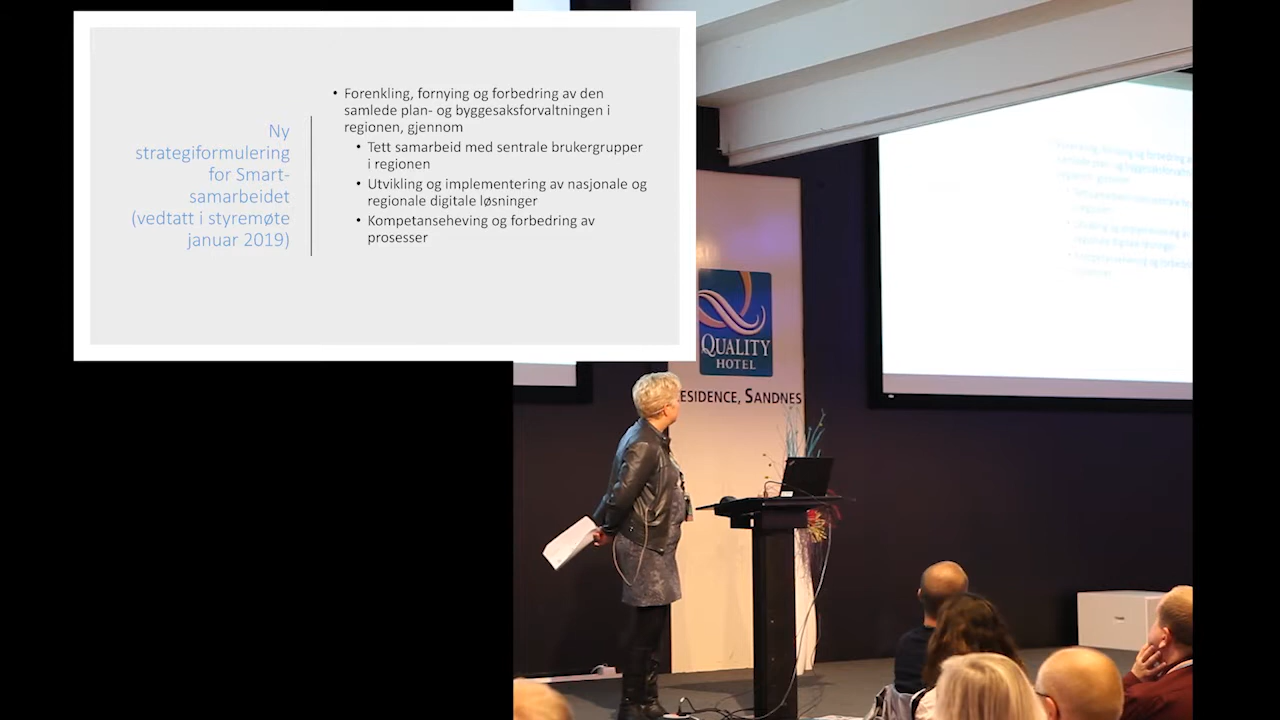 Ny
strategiformulering
for Smart-
samarbeidet
(vedtatt i styremøte
januar 2019)
• Forenkling, fornying og forbedring av den
samlede plan- og byggesaksforvaltningen i
regionen, gjennom
• Tett samarbeid med sentrale brukergrupper
i regionen
• Utvikling og implementering av nasjonale og
regionale digitale løsninger
• Kompetanseheving og forbedring av
prosesser
QUALITY
HOTEL
ESIDENCE, SANDNES